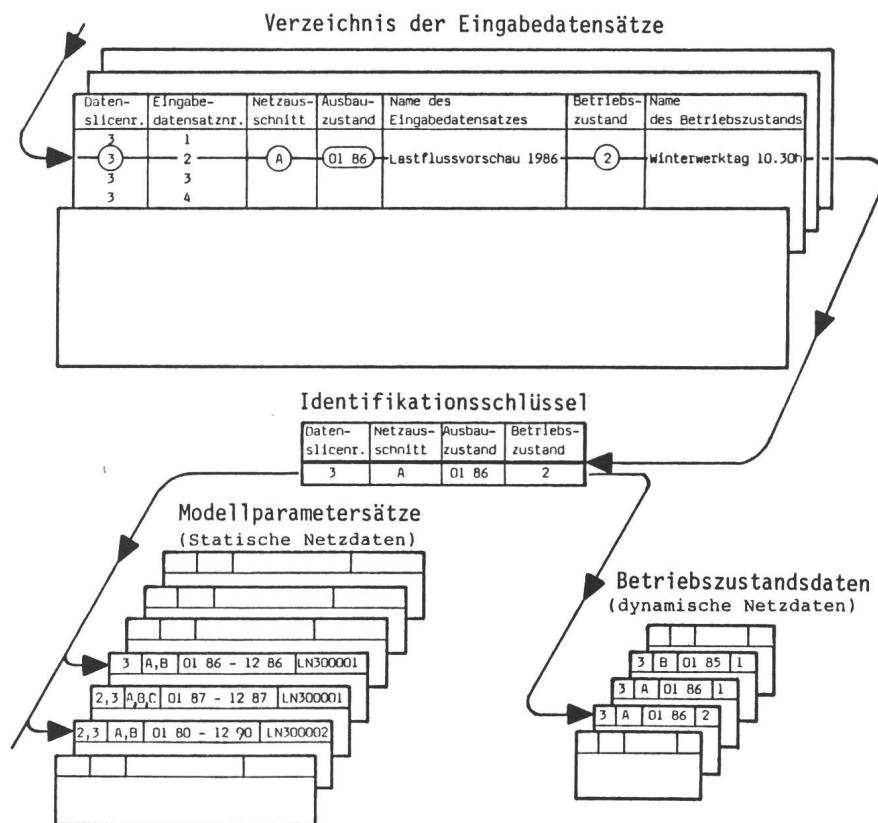 Verzeichnis der Eingabedatensätze
Daten- Eingabe- Netzaus- Ausbau- Name des Betriebs- Name
slicenr. datensatznr. schnitt zustand Eingabedatensatzes zustand des Betriebszustands
3 1
3 2 A 01 86 Lastflussvorschau 1986 2 Winterwerktag 10.30h
3 3
3 4
Identifikationsschlüssel
Daten- Netzaus- Ausbau- Betriebs-
slicenr. schnitt zustand zustand
3 A 01 86 2
Modellparametersätze
(Statische Netzdaten)
3 A,B 01 86 - 12 86 LN300001
2,3 A,B,C 01 87 - 12 87 LN300001
2,3 A,B 01 80 - 12 90 LN300002
Betriebszustandsdaten
(dynamische Netzdaten)
3 B 01 85 1
3 A 01 86 1
3 A 01 86 2